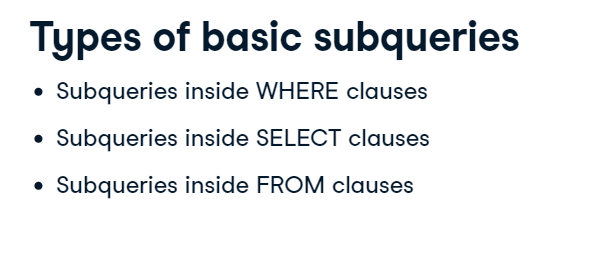 Types of basic subqueries
• Subqueries inside WHERE clauses
• Subqueries inside SELECT clauses
• Subqueries inside FROM clauses